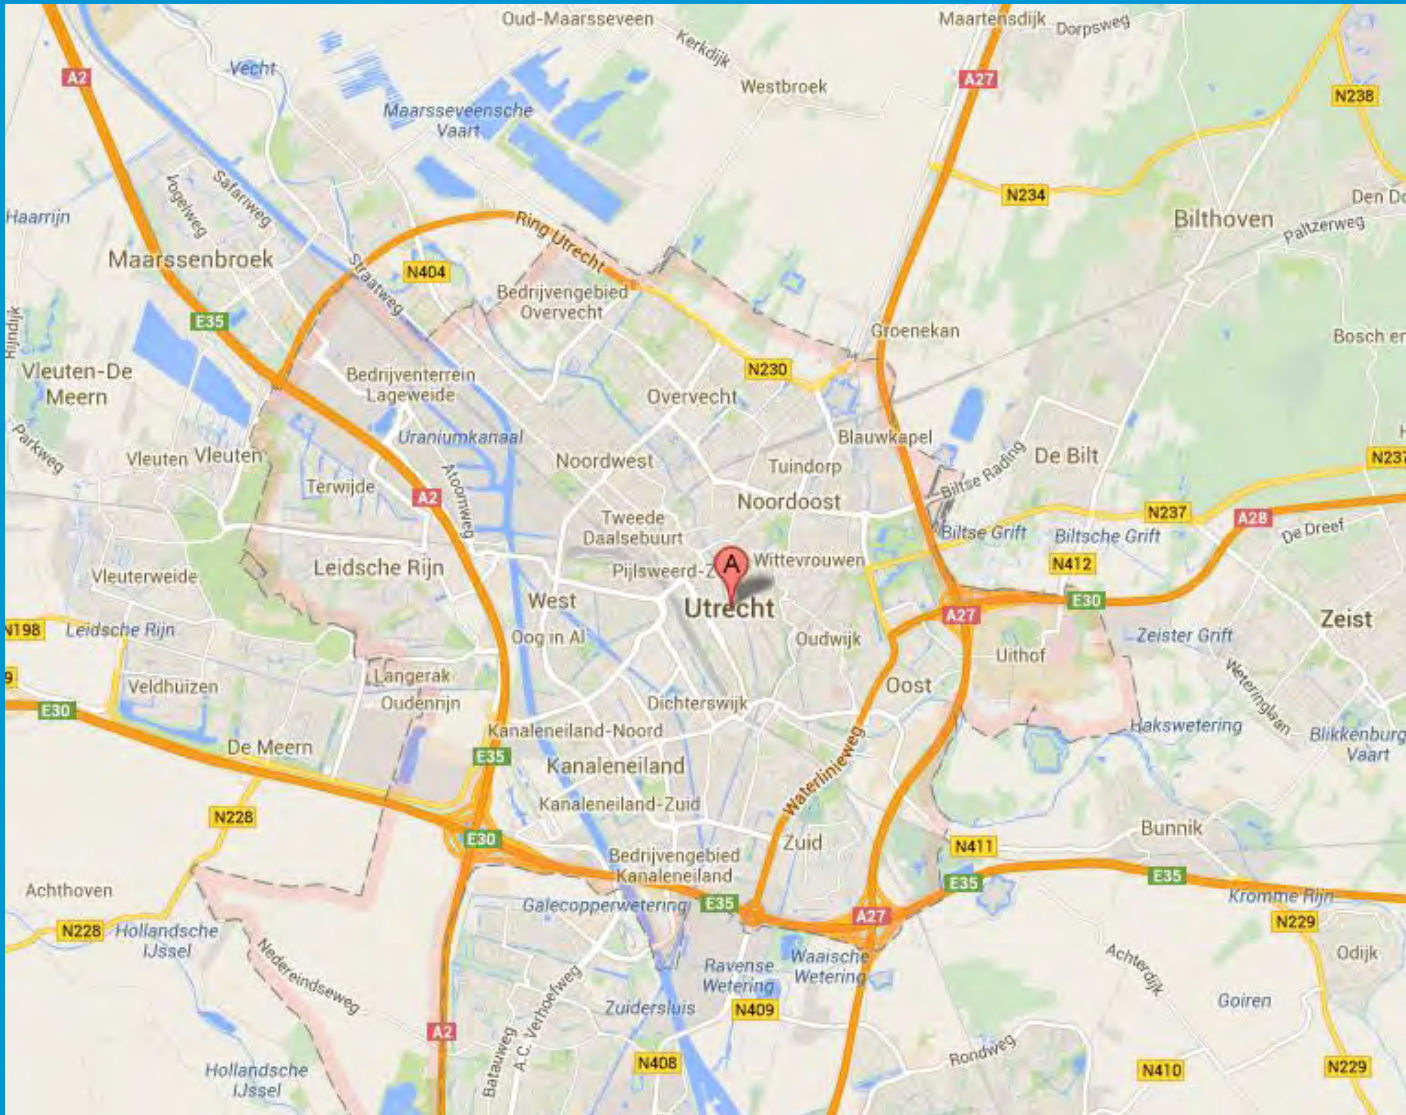 Oud-Maarsseveen
Maartensdijk
Dorpsweg
Kerkdijk
A2
Vecht
Westbroek
A27
N238
Maarsseveensche
Vaart
Vogelweg
Safariweg
N234
Haarrijn
Ring Utrecht
Bilthoven
Paltzerweg
Maarssenbroek
Straatweg
N404
Bedrijvengebied
Overvecht
E35
Rijndijk
Groenekan
Vleuten-De
Meern
N230
Bedrijventerrein
Lageweide
Overvecht
Uraniumkanaal
Blauwkapel
Parkweg
Vleuten
Vleuten
Noordwest
Tuindorp
De Bilt
Biltse Rading
N237
Terwijde
A2
Atoomweg
Noordoost
Tweede
Daalsebuurt
N237
A28
De Dreef
Biltse Grift
Biltsche Grift
Leidsche Rijn
Pijlsweerd-Z
A
Wittevrouwen
N412
Vleuterweide
West
Utrecht
A27
E30
Zeist
N198
Leidsche Rijn
Oog in Al
Oudwijk
Uithof
Zeister Grift
9
Veldhuizen
Langerak
Oudenrijn
Oost
Weteringlaan
E30
Dichterswijk
Hakswetering
De Meern
Kanaleneiland-Noord
E35
Kanaleneiland
Waterlinieweg
Blikkenburg
Vaart
Kanaleneiland-Zuid
N228
E30
Zuid
N411
Bunnik
Bedrijvengebied
Kanaleneiland
Achthoven
E35
E35
E35
Kromme Rijn
Galecopperwetering
A27
N228
Hollandsche
IJssel
N229
Nedereindseweg
Ravense
Wetering
Waaische
Wetering
Achterdijk
Odijk
A.C. Verhoefweg
Zuidersluis
N409
Goiren
A2
Batauweg
N408
Rondweg
N410
N229
Hollandsche
IJssel